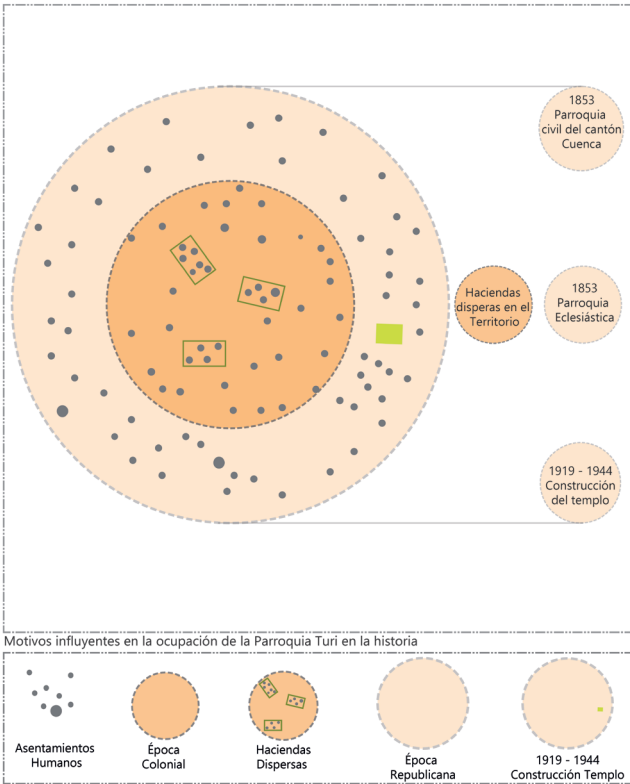 1853
Parroquia
civil del cantón
Cuenca
Haciendas
disperas en el
Territorio
1853
Parroquia
Eclesiástica
1919 - 1944
Construcción
del templo
Motivos influyentes en la ocupación de la Parroquia Turi en la historia
Asentamientos
Humanos
Época
Colonial
Haciendas
Dispersas
Época
Republicana
1919 - 1944
Construcción Templo